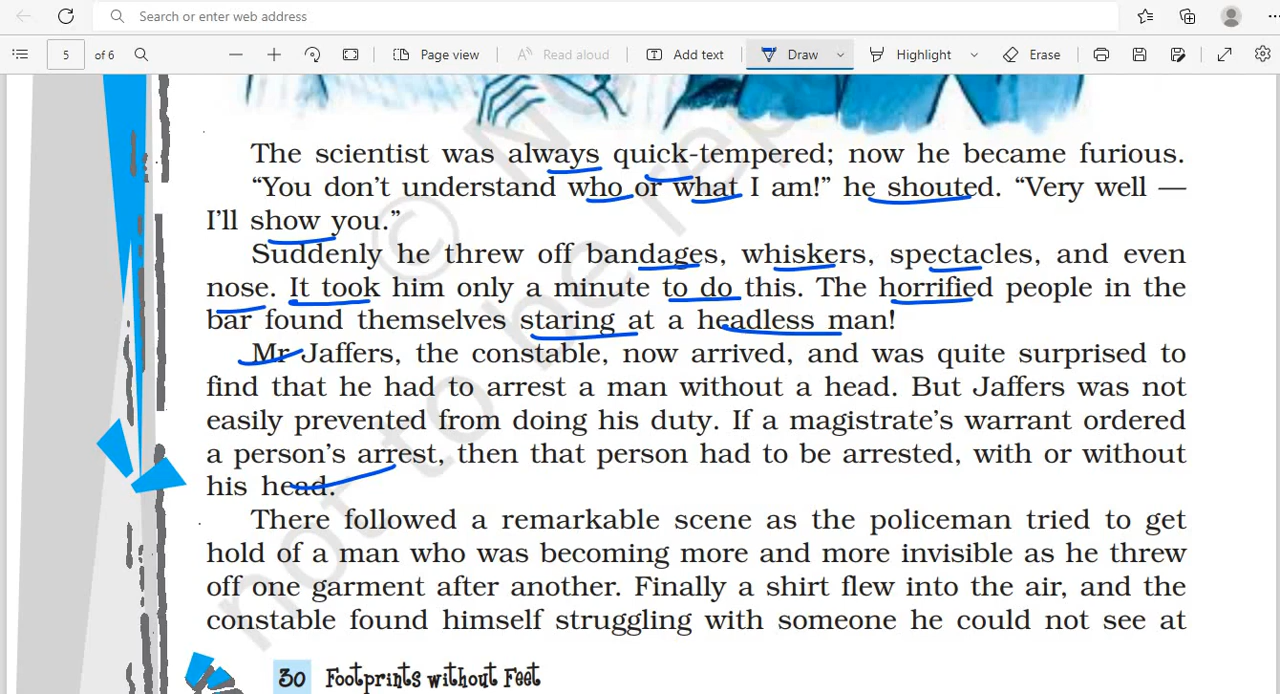 Search or enter web address
5 of 6 Page view Read aloud Add text Draw Highlight Erase
The scientist was always quick-tempered; now he became furious.
“You don’t understand who or what I am!” he shouted. “Very well —
I’ll show you.”
Suddenly he threw off bandages, whiskers, spectacles, and even
nose. It took him only a minute to do this. The horrified people in the
bar found themselves staring at a headless man!
Mr Jaffers, the constable, now arrived, and was quite surprised to
find that he had to arrest a man without a head. But Jaffers was not
easily prevented from doing his duty. If a magistrate’s warrant ordered
a person’s arrest, then that person had to be arrested, with or without
his head.
There followed a remarkable scene as the policeman tried to get
hold of a man who was becoming more and more invisible as he threw
off one garment after another. Finally a shirt flew into the air, and the
constable found himself struggling with someone he could not see at
30 Footprints without Feet
not to be rep